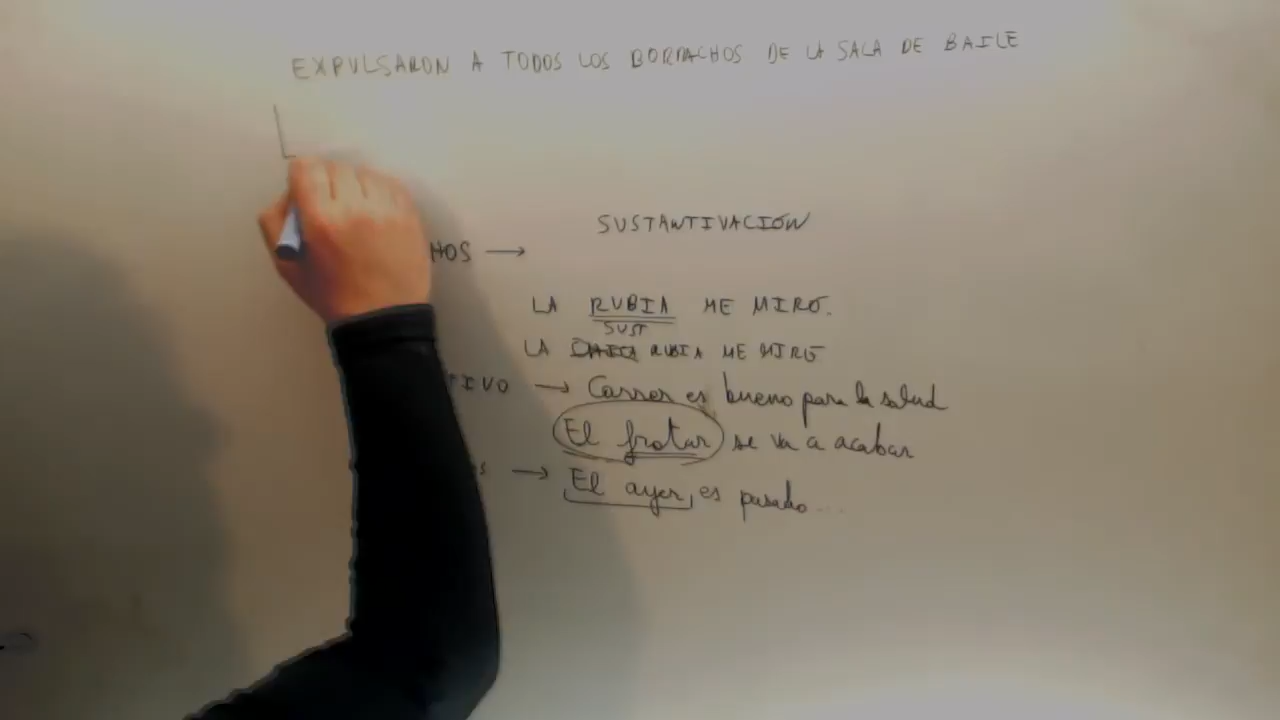 EXPULSARON A TODOS LOS BORRACHOS DE LA SALA DE BAILE
SUSTANTIVACIÓN
HOS →
LA RUBIA ME MIRÓ.
SUST
LA RUBIA ME MIRÓ
TIVO → Correr es bueno para la salud
El frotar se va a acabar
s → El ayer es pasado...